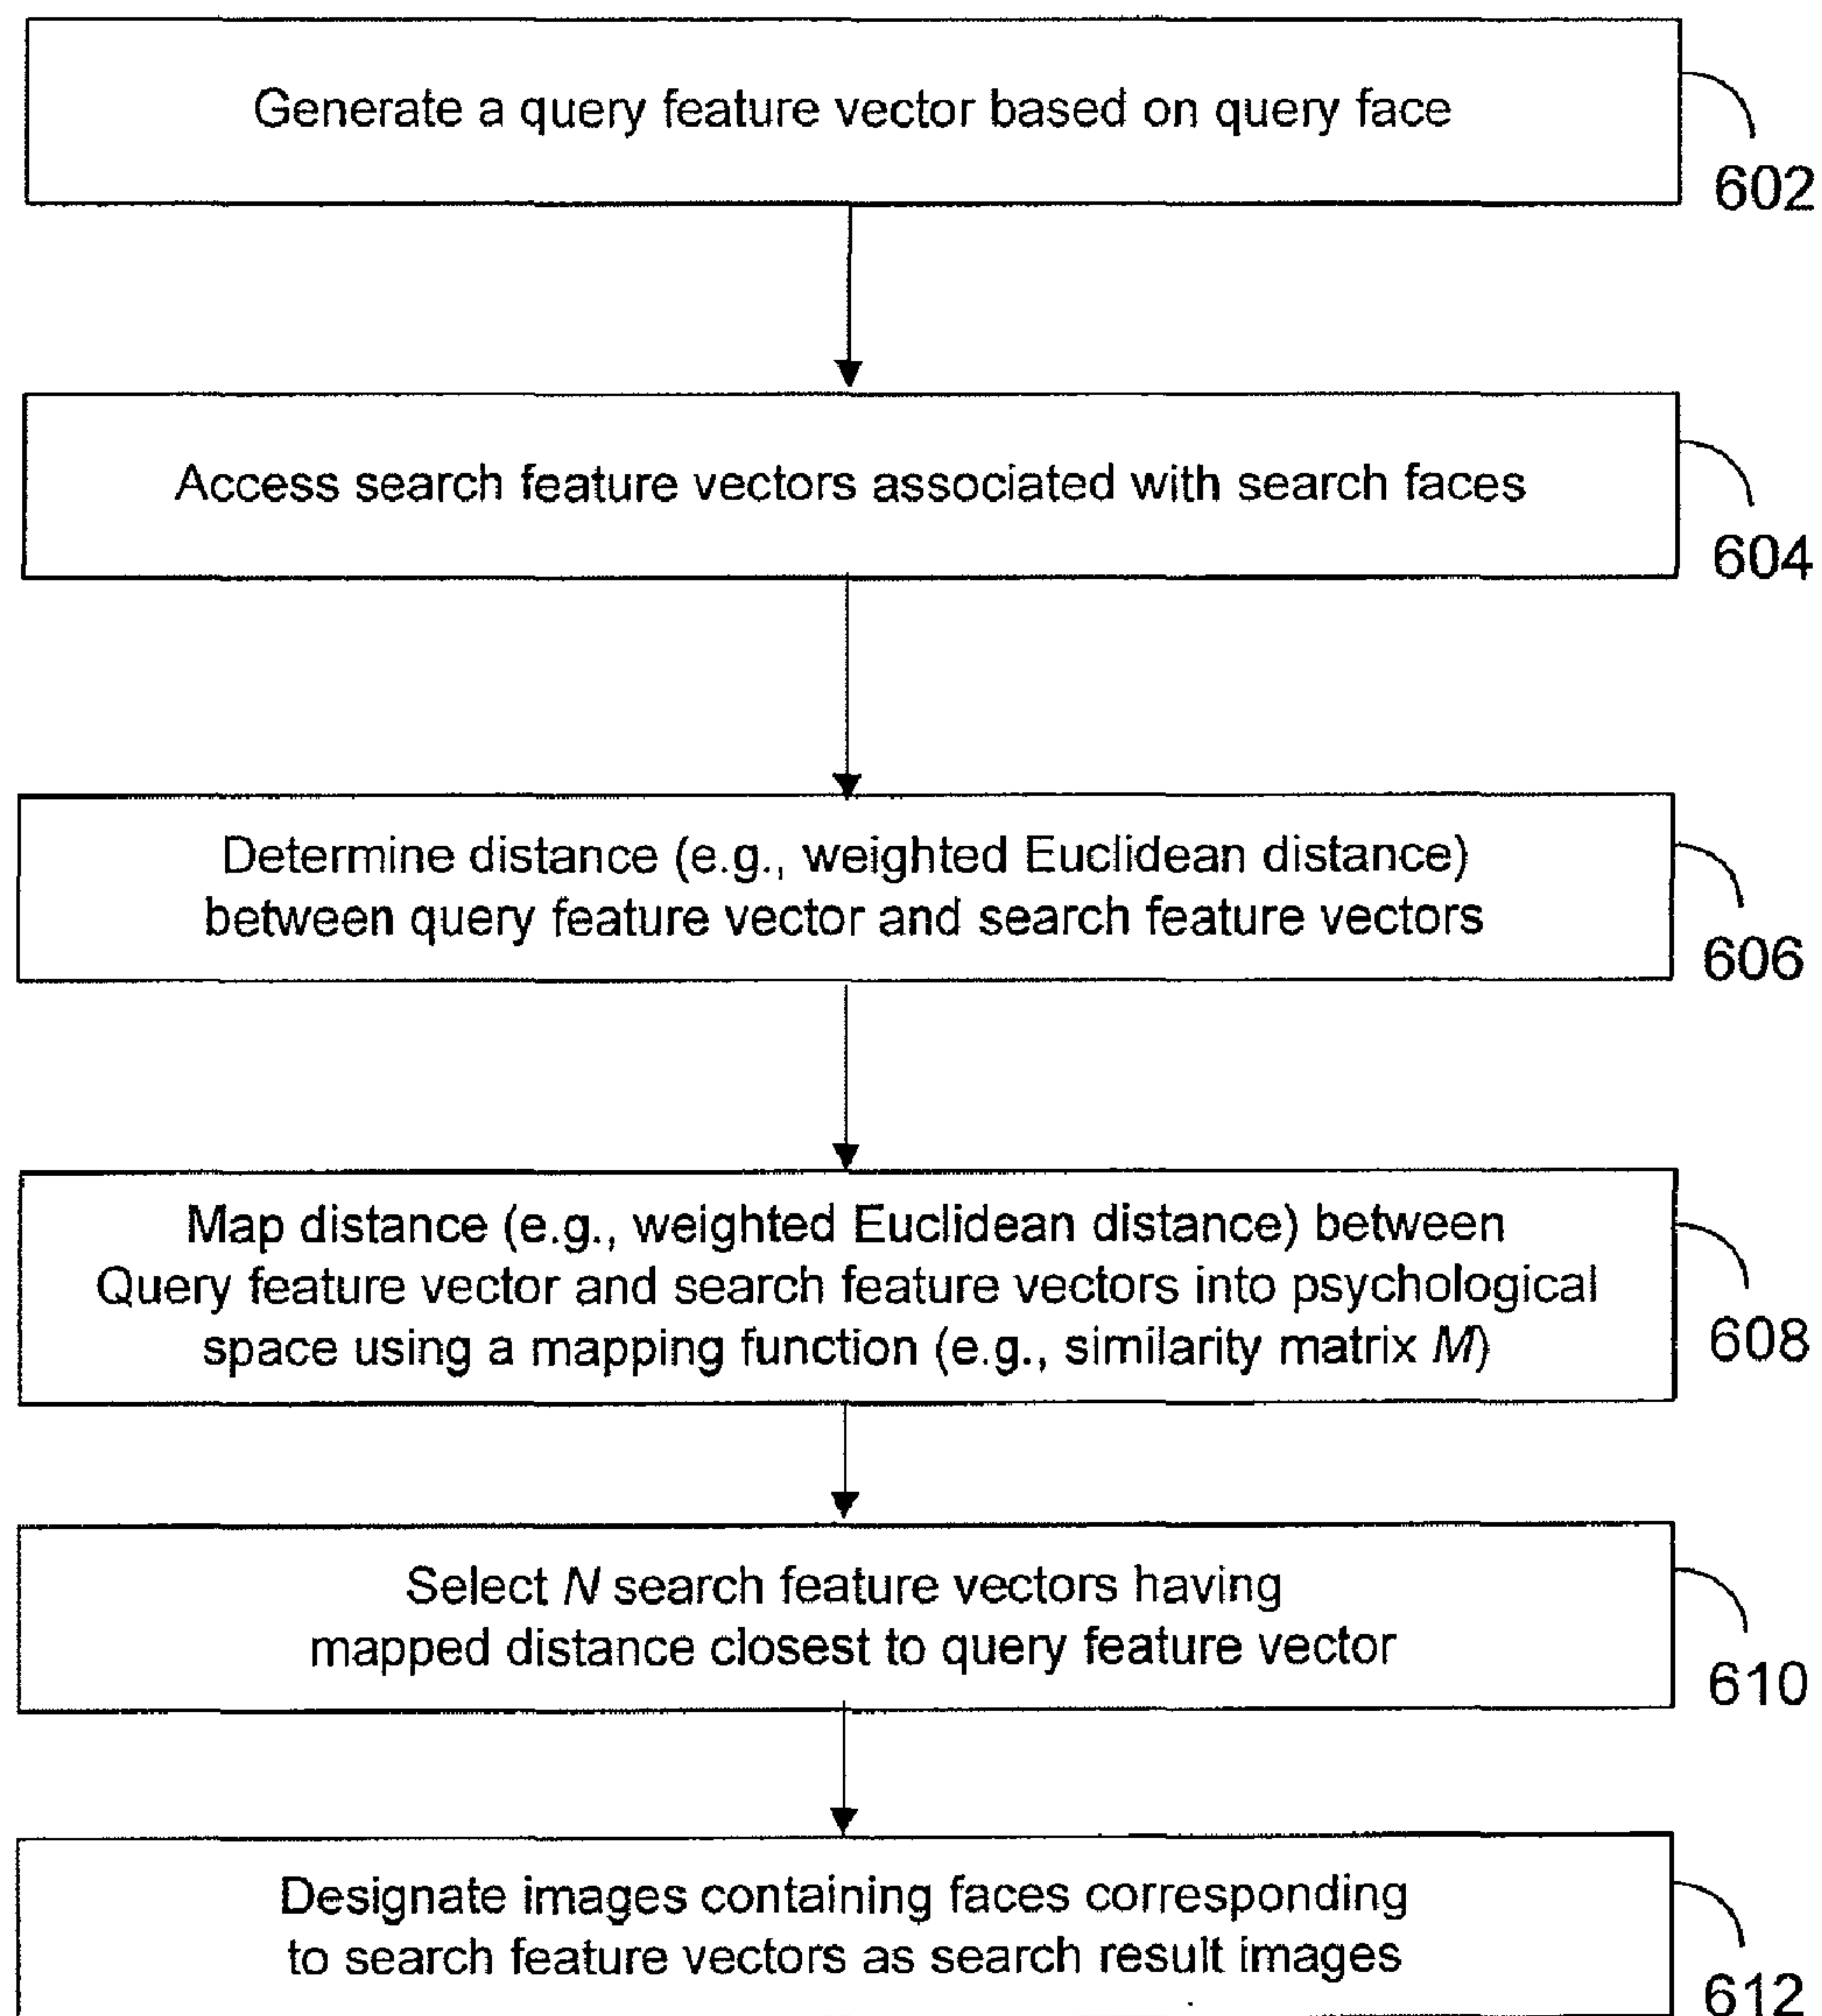 Generate a query feature vector based on query face
602
Access search feature vectors associated with search faces
604
Determine distance (e.g., weighted Euclidean distance)
between query feature vector and search feature vectors
606
Map distance (e.g., weighted Euclidean distance) between
Query feature vector and search feature vectors into psychological
space using a mapping function (e.g., similarity matrix M)
608
Select N search feature vectors having
mapped distance closest to query feature vector
610
Designate images containing faces corresponding
to search feature vectors as search result images
612